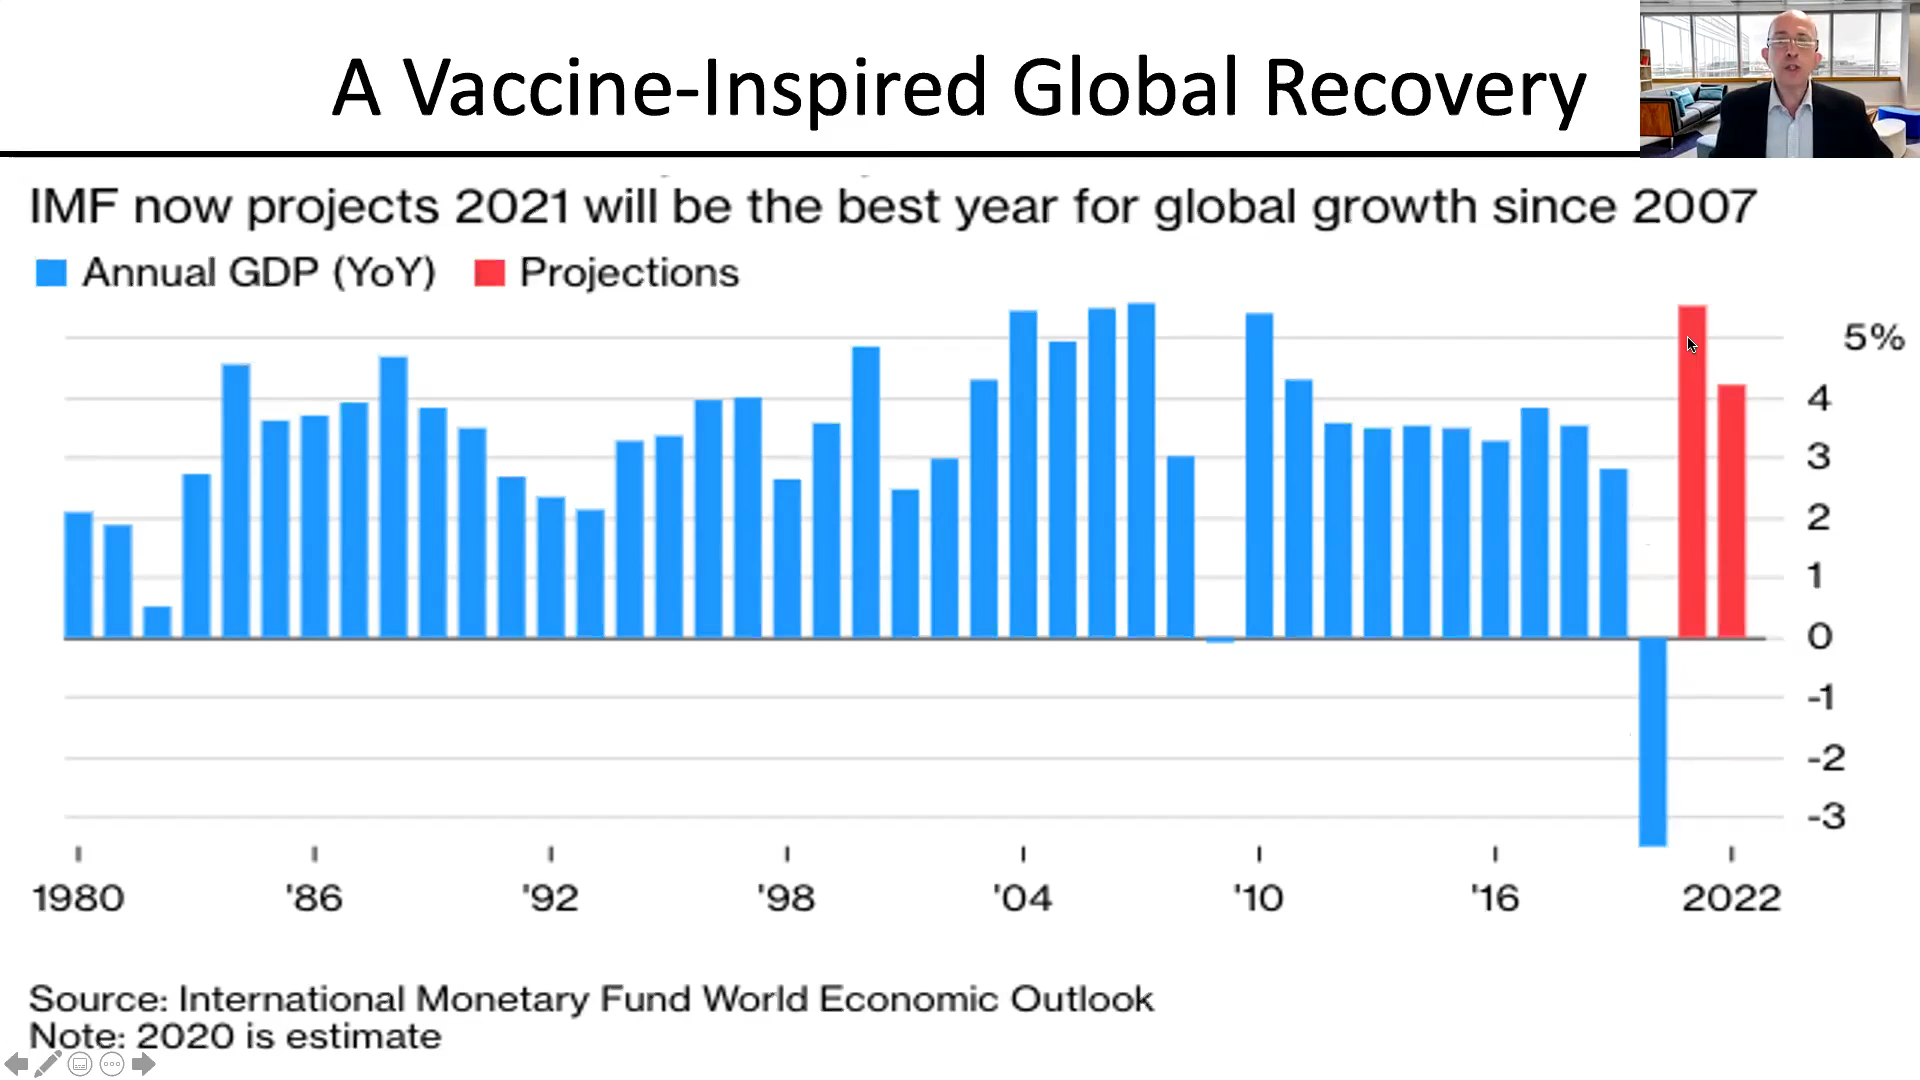 A Vaccine-Inspired Global Recovery
IMF now projects 2021 will be the best year for global growth since 2007
Annual GDP (YoY) Projections
5%
4
3
2
1
0
-1
-2
-3
1980 '86 '92 '98 '04 '10 '16 2022
Source: International Monetary Fund World Economic Outlook
Note: 2020 is estimate